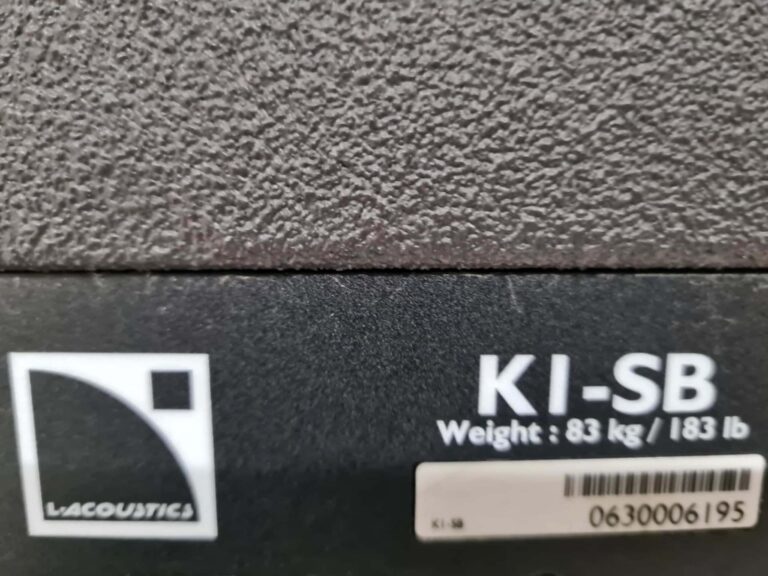 L-ACOUSTICS
K1-SB
Weight : 83 kg / 183 lb
K1-SB
0630006195